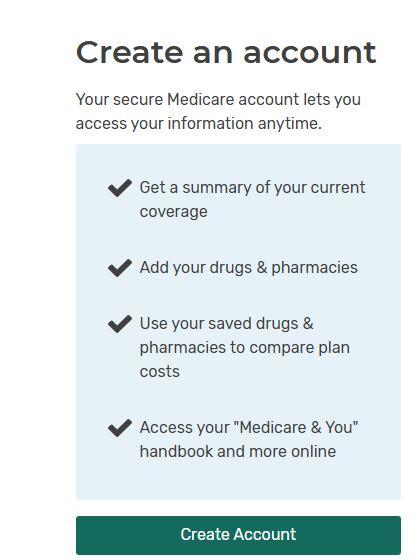 Create an account
Your secure Medicare account lets you
access your information anytime.
Get a summary of your current
coverage
Add your drugs & pharmacies
Use your saved drugs &
pharmacies to compare plan
costs
Access your "Medicare & You"
handbook and more online
Create Account